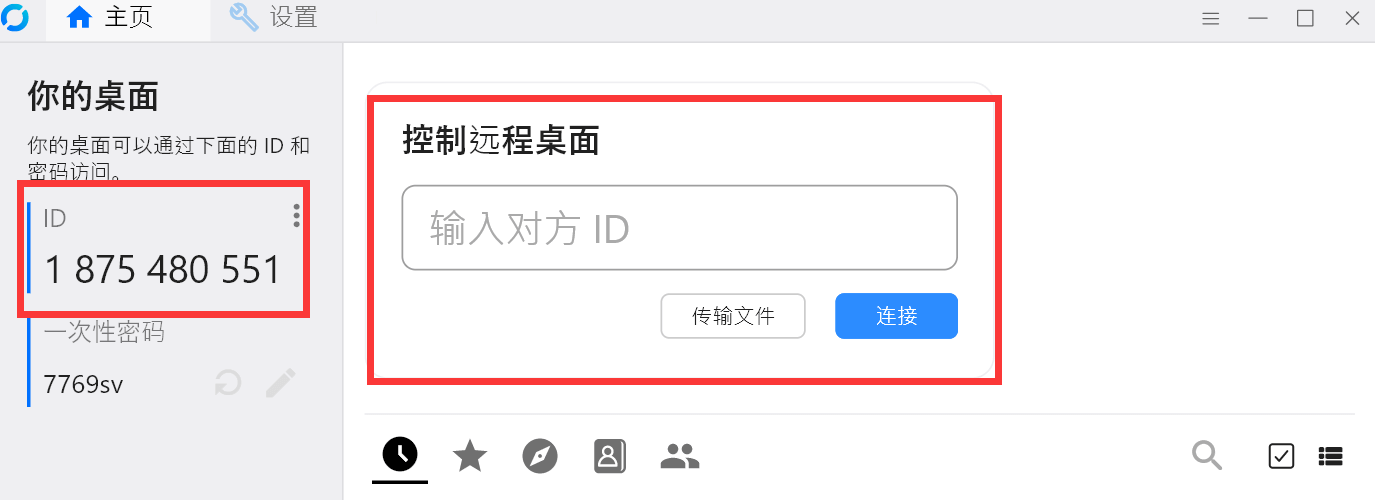 主页
设置
你的桌面
你的桌面可以通过下面的 ID 和
密码访问。
ID
1 875 480 551
一次性密码
7769sv
控制远程桌面
输入对方 ID
传输文件
连接